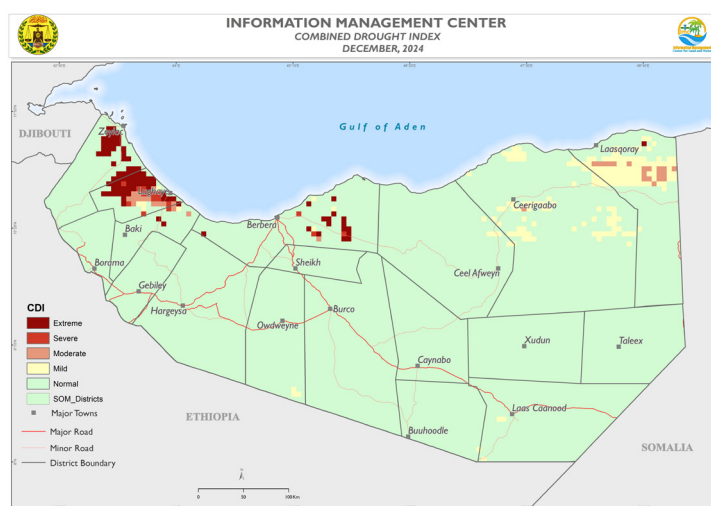 INFORMATION MANAGEMENT CENTER
COMBINED DROUGHT INDEX
DECEMBER, 2024
DJIBOUTI
Gulf of Aden
Laasqoray
Ceerigaabo
Baki
Berbera
Borama
Sheikh
Ceel Afweyn
Gebiley
Hargeysa
Burco
Owdweyne
Xudun
Taleex
Caynabo
Laas Caanood
Buuhoodle
ETHIOPIA
SOMALIA
CDI
Extreme
Severe
Moderate
Mild
Normal
SOM_Districts
Major Towns
Major Road
Minor Road
District Boundary
0
50
100 Km